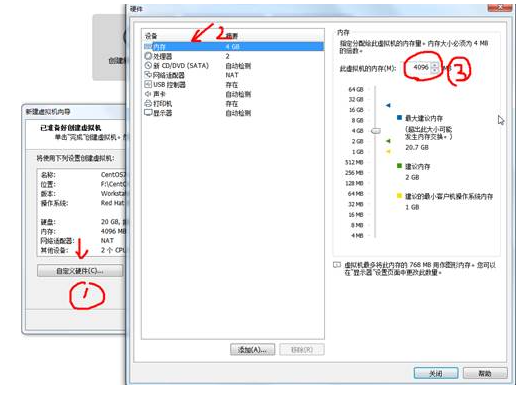 硬件
设备
摘要
内存
4 GB
处理器
2
新 CD/DVD (SATA)
自动检测
网络适配器
NAT
USB 控制器
存在
声卡
自动检测
打印机
存在
显示器
自动检测
2
添加(A)...
移除(R)
内存
指定分配给此虚拟机的内存量。内存大小必须为 4 MB
的倍数。
此虚拟机的内存(M):
4096
3
64 GB
32 GB
16 GB
8 GB
4 GB
2 GB
1 GB
512 MB
256 MB
128 MB
64 MB
32 MB
16 MB
8 MB
4 MB
最大建议内存
(超出此大小可能
发生内存交换。)
20.7 GB
建议内存
2 GB
建议的最小客户机操作系统内存
1 GB
虚拟机最多将此内存的 768 MB 用作图形内存。您可以
在"显示器"设置页面中更改此数量。
关闭
帮助
新建虚拟机向导
已准备好创建虚拟机
单击"完成"创建虚拟机。
将使用下列设置创建虚拟机:
名称:
位置:
F:\CentO
版本:
Worksta
操作系统:
Red Hat
硬盘:
20 GB,
内存:
4096 MB
网络适配器:
NAT
其他设备:
2 个 CPU
自定义硬件(C)...
1